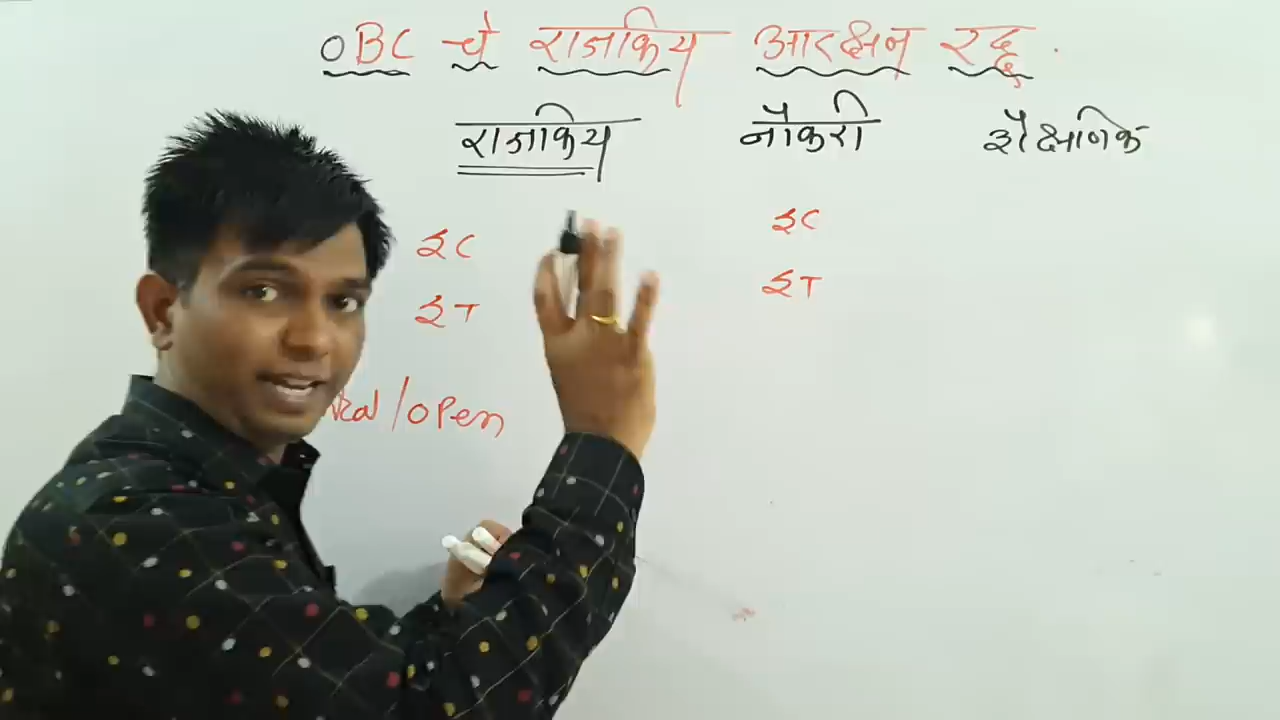 OBC चे राजकिय आरक्षन रद्द.
राजकिय नौकरी शैक्षणिक
SC SC
ST ST
/open